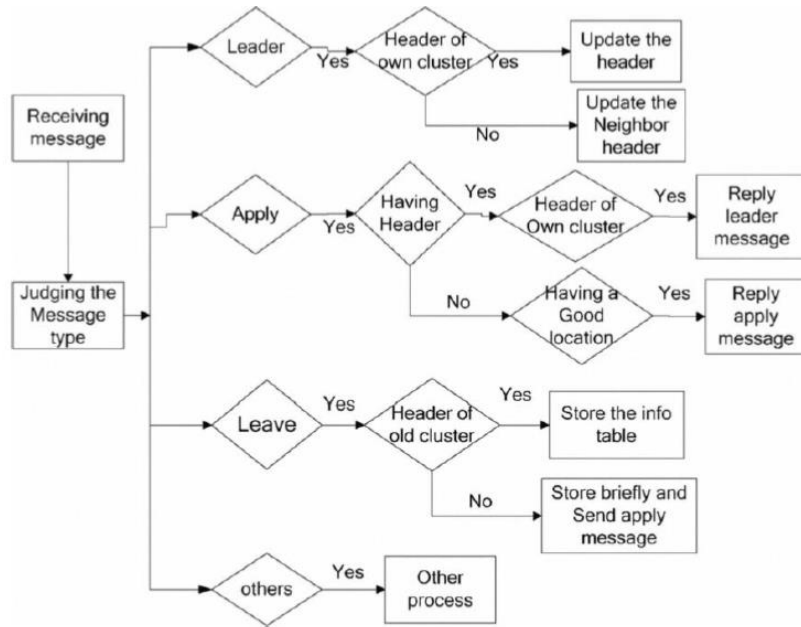 Receiving
message
Judging the
Message
type
Leader
Yes
Header of
own cluster
Yes
Update the
header
No
Update the
Neighbor
header
Apply
Yes
Having
Header
Yes
Header of
Own cluster
Yes
Reply
leader
message
No
Having a
Good
location
Yes
Reply
apply
message
Leave
Yes
Header of
old cluster
Yes
Store the info
table
No
Store briefly and
Send apply
message
others
Yes
Other
process